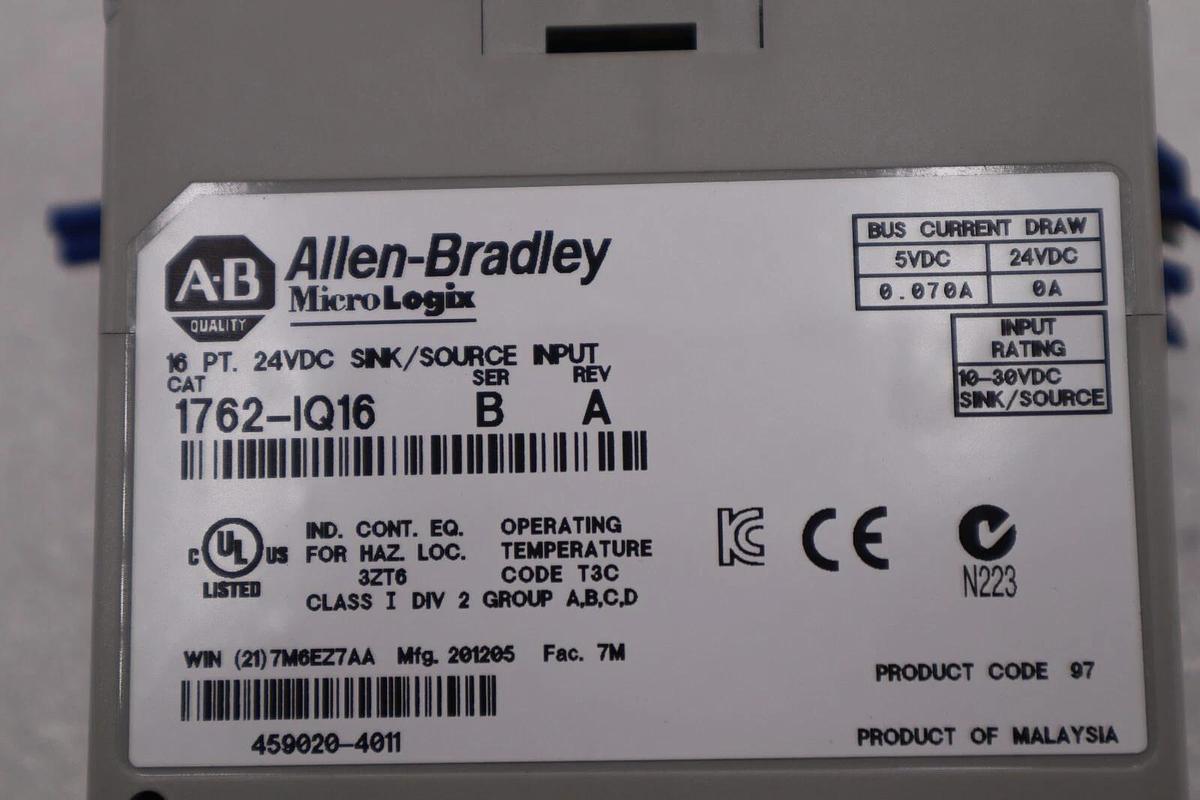 A-B
QUALITY
Allen-Bradley
MicroLogix
16 PT. 24VDC SINK/SOURCE INPUT
CAT SER REV
1762-IQ16 B A
BUS CURRENT DRAW
5VDC 24VDC
0.070A 0A
INPUT
RATING
10-30VDC
SINK/SOURCE
C UL US
LISTED
IND. CONT. EQ.
FOR HAZ. LOC.
3ZT6
OPERATING
TEMPERATURE
CODE T3C
CLASS I DIV 2 GROUP A,B,C,D
KC CE
N223
WIN (21)7M6EZ7AA Mfg. 201205 Fac. 7M
459020-4011
PRODUCT CODE 97
PRODUCT OF MALAYSIA